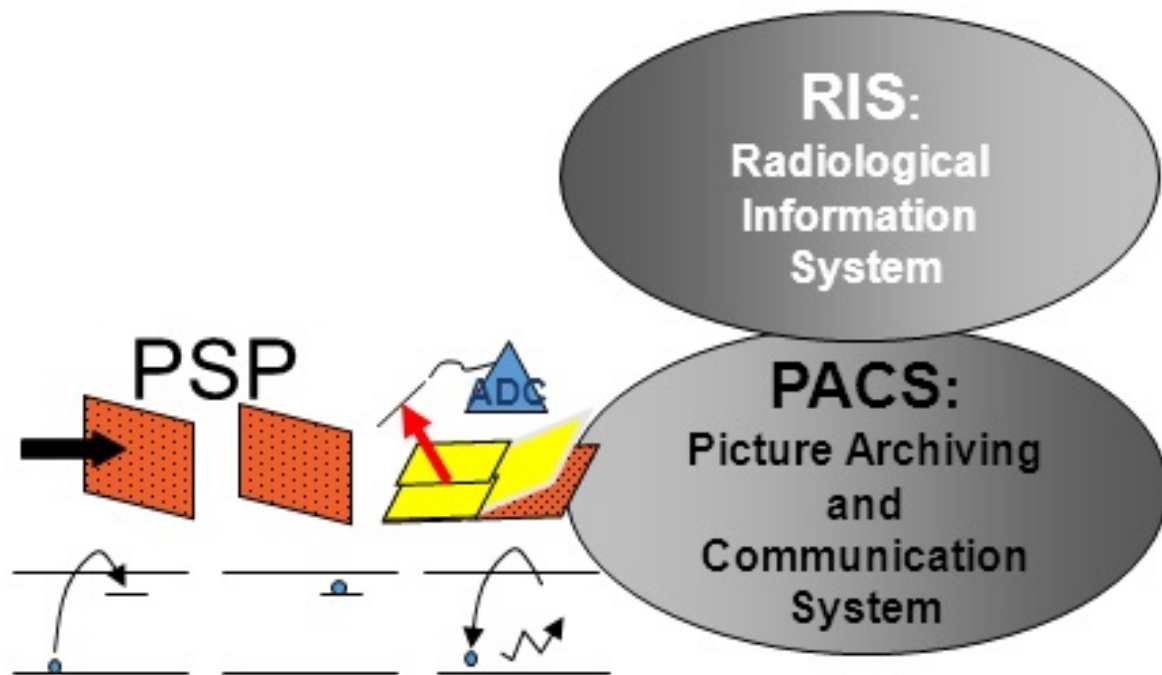 RIS:
Radiological
Information
System
PSP
ADC
PACS:
Picture Archiving
and
Communication
System